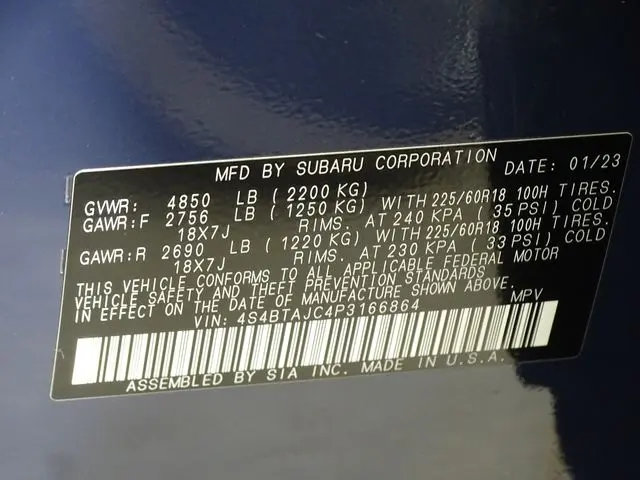 MFD BY SUBARU CORPORATION DATE: 01/23
GVWR: 4850 LB (2200 KG)
GAWR:F 2756 LB (1250 KG) WITH 225/60R18 100H TIRES.
18X7J RIMS. AT 240 KPA (35 PSI) COLD
GAWR:R 2690 LB (1220 KG) WITH 225/60R18 100H TIRES.
18X7J RIMS. AT 230 KPA (33 PSI) COLD
THIS VEHICLE CONFORMS TO ALL APPLICABLE FEDERAL MOTOR
VEHICLE SAFETY AND THEFT PREVENTION STANDARDS
IN EFFECT ON THE DATE OF MANUFACTURE SHOWN ABOVE.
VIN: 4S4BTAJC4P3166864 MPV
ASSEMBLED BY SIA INC. MADE IN U.S.A.